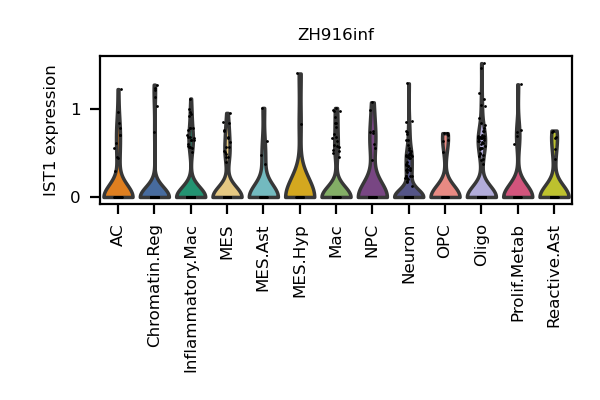 ZH916inf
IST1 expression
1
0
AC
Chromatin.Reg
Inflammatory.Mac
MES
MES.Ast
MES.Hyp
Mac
NPC
Neuron
OPC
Oligo
Prolif.Metab
Reactive.Ast